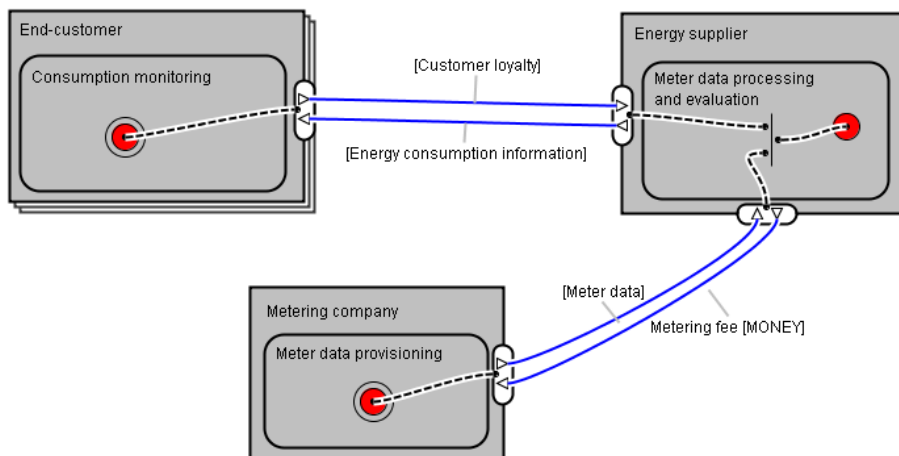 End-customer
Consumption monitoring
[Customer loyalty]
[Energy consumption information]
Energy supplier
Meter data processing
and evaluation
[Meter data]
Metering fee [MONEY]
Metering company
Meter data provisioning